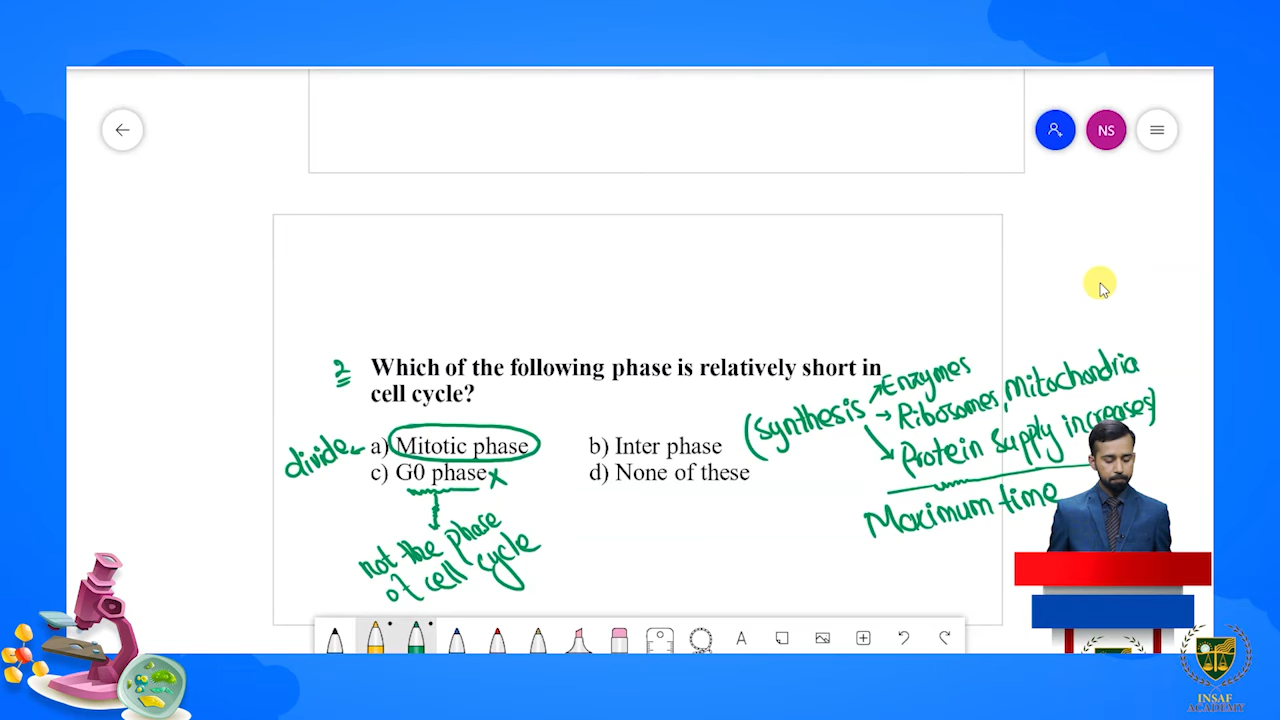 NS
2 Which of the following phase is relatively short in
cell cycle?
divide a) Mitotic phase b) Inter phase
c) G0 phase x d) None of these
not the phase
of cell cycle
(Synthesis → Enzymes
→ Ribosomes, Mitochondria
Protein supply increases)
Maximum time
A
INSAF
ACADEMY